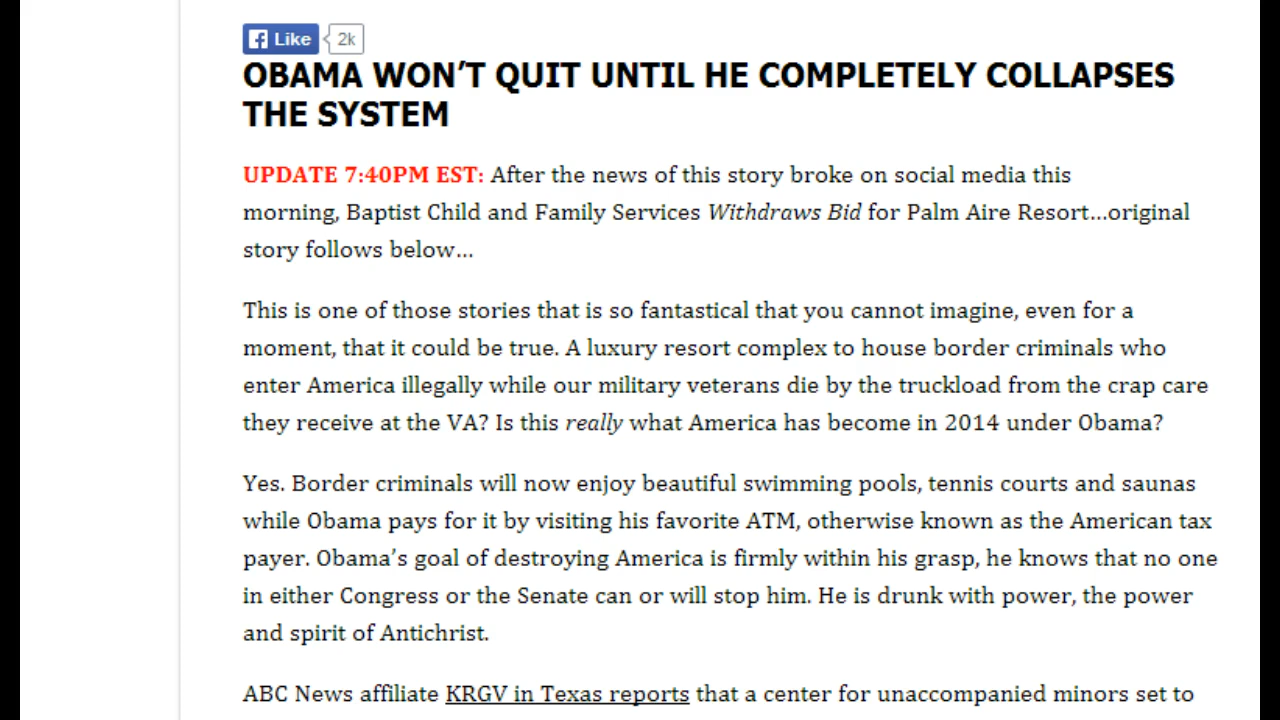 Like 2k
OBAMA WON’T QUIT UNTIL HE COMPLETELY COLLAPSES
THE SYSTEM
UPDATE 7:40PM EST: After the news of this story broke on social media this
morning, Baptist Child and Family Services Withdraws Bid for Palm Aire Resort…original
story follows below…
This is one of those stories that is so fantastical that you cannot imagine, even for a
moment, that it could be true. A luxury resort complex to house border criminals who
enter America illegally while our military veterans die by the truckload from the crap care
they receive at the VA? Is this really what America has become in 2014 under Obama?
Yes. Border criminals will now enjoy beautiful swimming pools, tennis courts and saunas
while Obama pays for it by visiting his favorite ATM, otherwise known as the American tax
payer. Obama’s goal of destroying America is firmly within his grasp, he knows that no one
in either Congress or the Senate can or will stop him. He is drunk with power, the power
and spirit of Antichrist.
ABC News affiliate KRGV in Texas reports that a center for unaccompanied minors set to